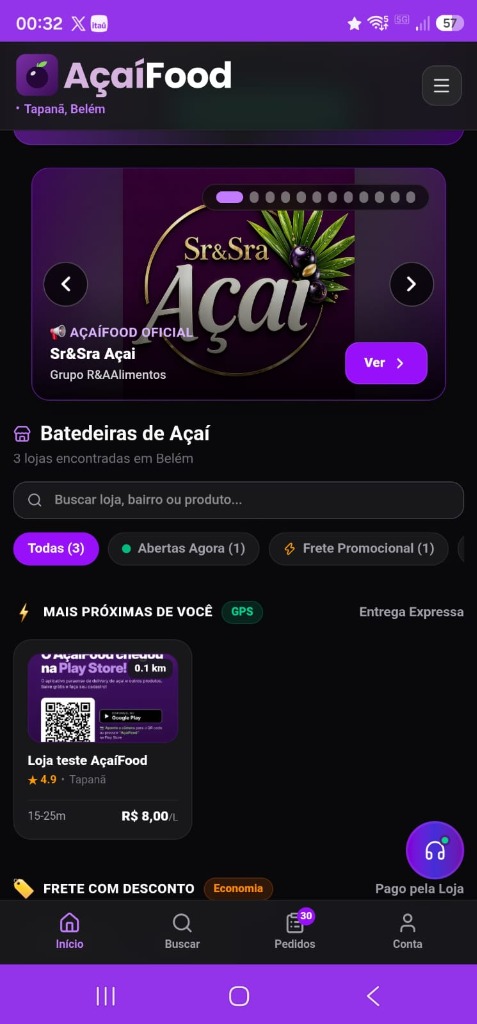 00:32
itaú
5G
57
AçaíFood
• Tapanã, Belém
Sr&Sra
Açaí
📢 AÇAÍFOOD OFICIAL
Sr&Sra Açai
Grupo R&AAlimentos
Ver
Batedeiras de Açaí
3 lojas encontradas em Belém
Buscar loja, bairro ou produto...
Todas (3)
Abertas Agora (1)
Frete Promocional (1)
⚡ MAIS PRÓXIMAS DE VOCÊ
GPS
Entrega Expressa
O AçaíFood chegou
na Play Store!
0.1 km
Google Play
Loja teste AçaíFood
★ 4.9 • Tapanã
15-25m
R$ 8,00/L
🏷️ FRETE COM DESCONTO
Economia
Pago pela Loja
30
Início
Buscar
Pedidos
Conta